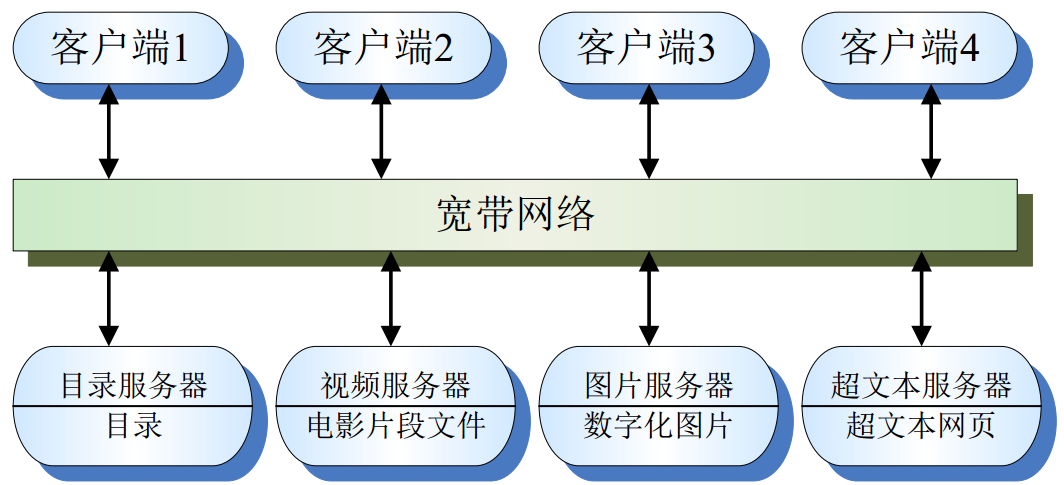 客户端1
客户端2
客户端3
客户端4
宽带网络
目录服务器
目录
视频服务器
电影片段文件
图片服务器
数字化图片
超文本服务器
超文本网页